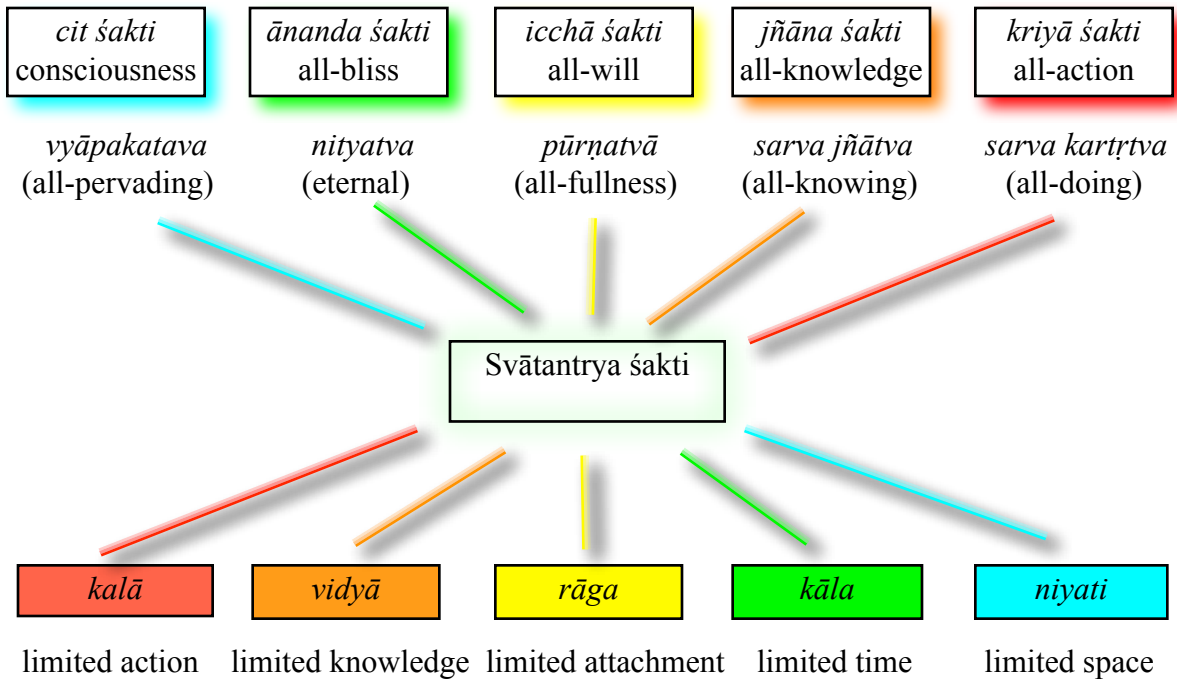 cit śakti
consciousness
ānanda śakti
all-bliss
icchā śakti
all-will
jñāna śakti
all-knowledge
kriyā śakti
all-action
vyāpakatava
(all-pervading)
nityatva
(eternal)
pūrṇatvā
(all-fullness)
sarva jñātva
(all-knowing)
sarva kartṛtva
(all-doing)
Svātantrya śakti
kalā
vidyā
rāga
kāla
niyati
limited action
limited knowledge
limited attachment
limited time
limited space